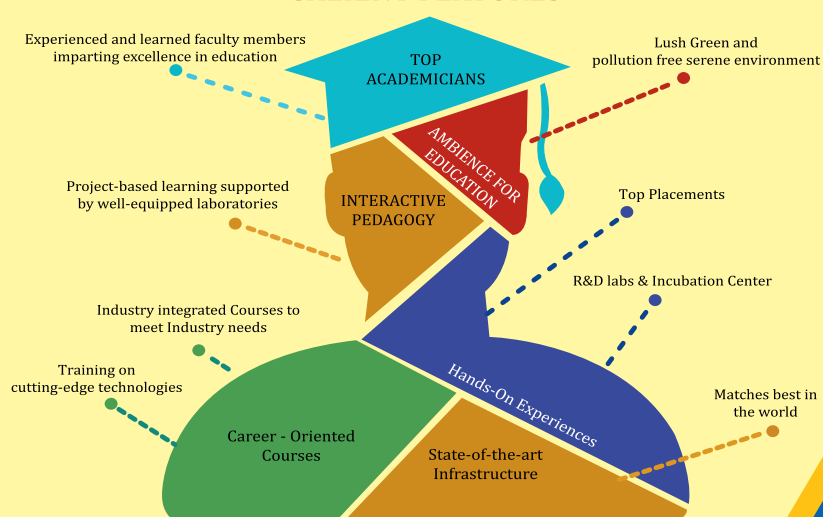 SALIENT FEATURES
Experienced and learned faculty members
imparting excellence in education
TOP
ACADEMICIANS
Lush Green and
pollution free serene environment
AMBIENCE FOR
EDUCATION
Project-based learning supported
by well-equipped laboratories
INTERACTIVE
PEDAGOGY
Top Placements
R&D labs & Incubation Center
Industry integrated Courses to
meet Industry needs
Training on
cutting-edge technologies
Hands-On Experiences
Matches best in
the world
Career - Oriented
Courses
State-of-the-art
Infrastructure